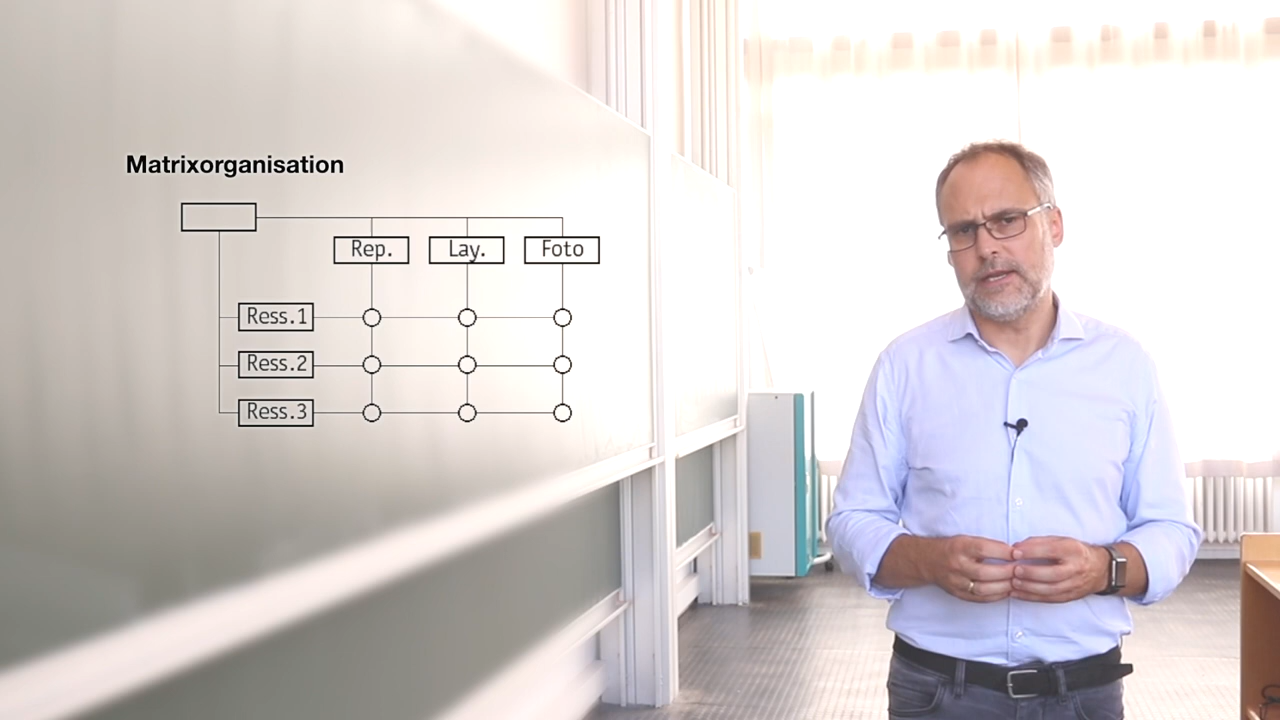 Matrixorganisation
Rep. Lay. Foto
Ress.1
Ress.2
Ress.3